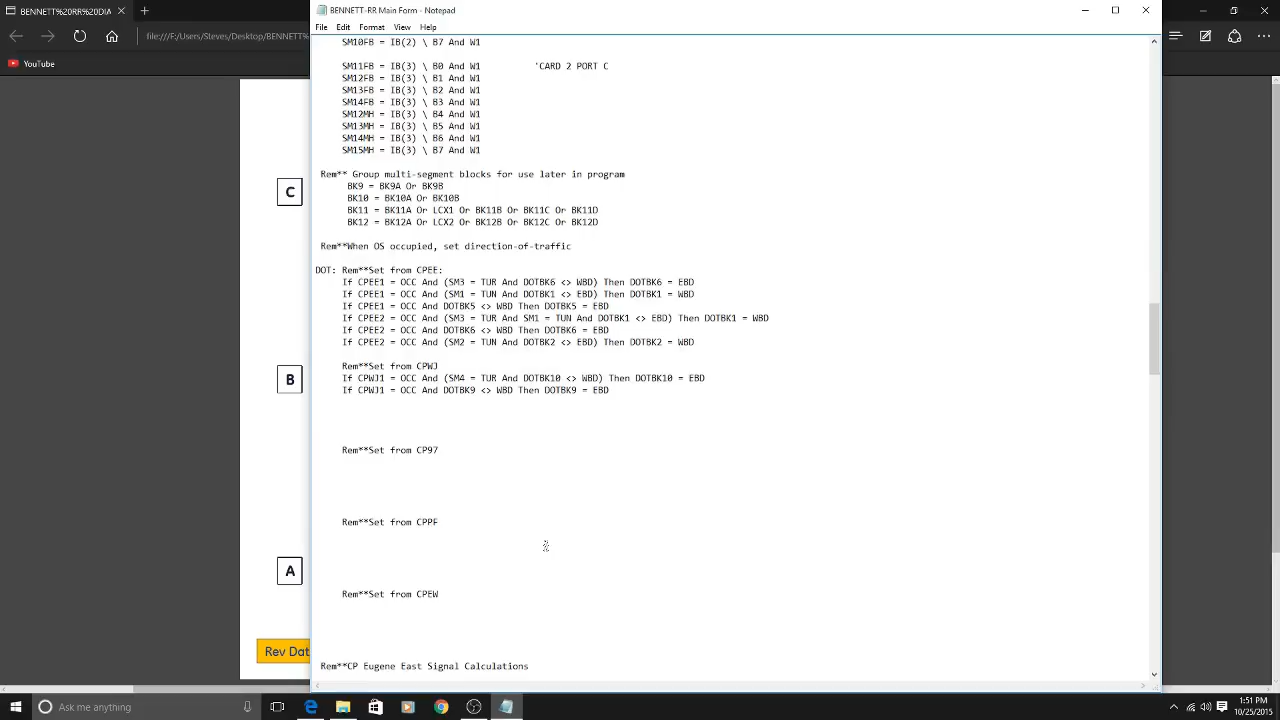 BENNETT%20RR%20DI/
BENNETT-RR Main Form - Notepad
File Edit Format View Help
file:///F:/Users/Steves/Desktop/BENNETT%
YouTube
SM10FB = IB(2) \ B7 And W1
SM11FB = IB(3) \ B0 And W1 'CARD 2 PORT C
SM12FB = IB(3) \ B1 And W1
SM13FB = IB(3) \ B2 And W1
SM14FB = IB(3) \ B3 And W1
SM12MH = IB(3) \ B4 And W1
SM13MH = IB(3) \ B5 And W1
SM14MH = IB(3) \ B6 And W1
SM15MH = IB(3) \ B7 And W1
Rem** Group multi-segment blocks for use later in program
BK9 = BK9A Or BK9B
BK10 = BK10A Or BK10B
BK11 = BK11A Or LCX1 Or BK11B Or BK11C Or BK11D
BK12 = BK12A Or LCX2 Or BK12B Or BK12C Or BK12D
Rem**When OS occupied, set direction-of-traffic
DOT: Rem**Set from CPEE:
If CPEE1 = OCC And (SM3 = TUR And DOTBK6 <> WBD) Then DOTBK6 = EBD
If CPEE1 = OCC And (SM1 = TUN And DOTBK1 <> EBD) Then DOTBK1 = WBD
If CPEE1 = OCC And DOTBK5 <> WBD Then DOTBK5 = EBD
If CPEE2 = OCC And (SM3 = TUR And SM1 = TUN And DOTBK1 <> EBD) Then DOTBK1 = WBD
If CPEE2 = OCC And DOTBK6 <> WBD Then DOTBK6 = EBD
If CPEE2 = OCC And (SM2 = TUN And DOTBK2 <> EBD) Then DOTBK2 = WBD
Rem**Set from CPWJ
If CPWJ1 = OCC And (SM4 = TUR And DOTBK10 <> WBD) Then DOTBK10 = EBD
If CPWJ1 = OCC And DOTBK9 <> WBD Then DOTBK9 = EBD
Rem**Set from CP97
Rem**Set from CPPF
Rem**Set from CPEW
Rem**CP Eugene East Signal Calculations
C
B
A
Rev Dat
Ask me anything
1:51 PM
10/25/2015